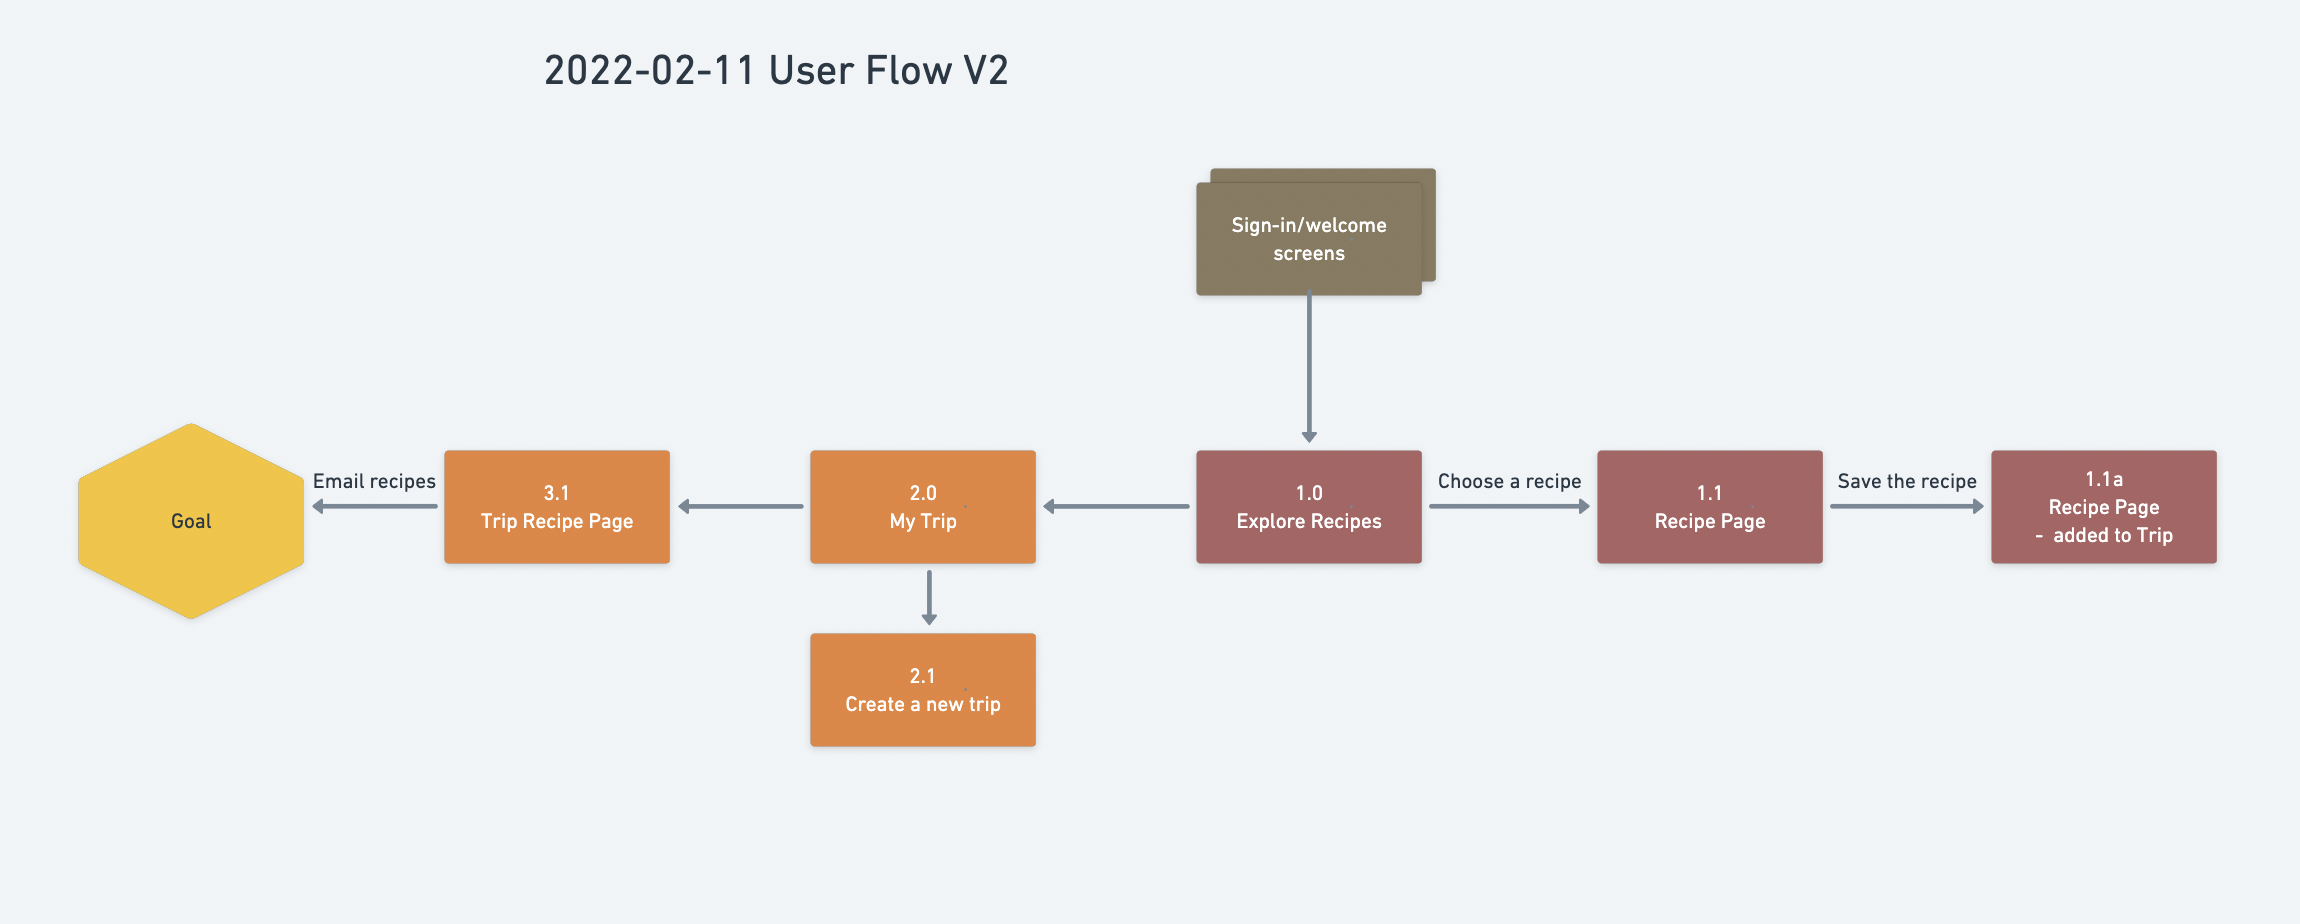 2022-02-11 User Flow V2
Sign-in/welcome
screens
Goal
Email recipes
3.1
Trip Recipe Page
2.0
My Trip
1.0
Explore Recipes
Choose a recipe
1.1
Recipe Page
Save the recipe
1.1a
Recipe Page
- added to Trip
2.1
Create a new trip